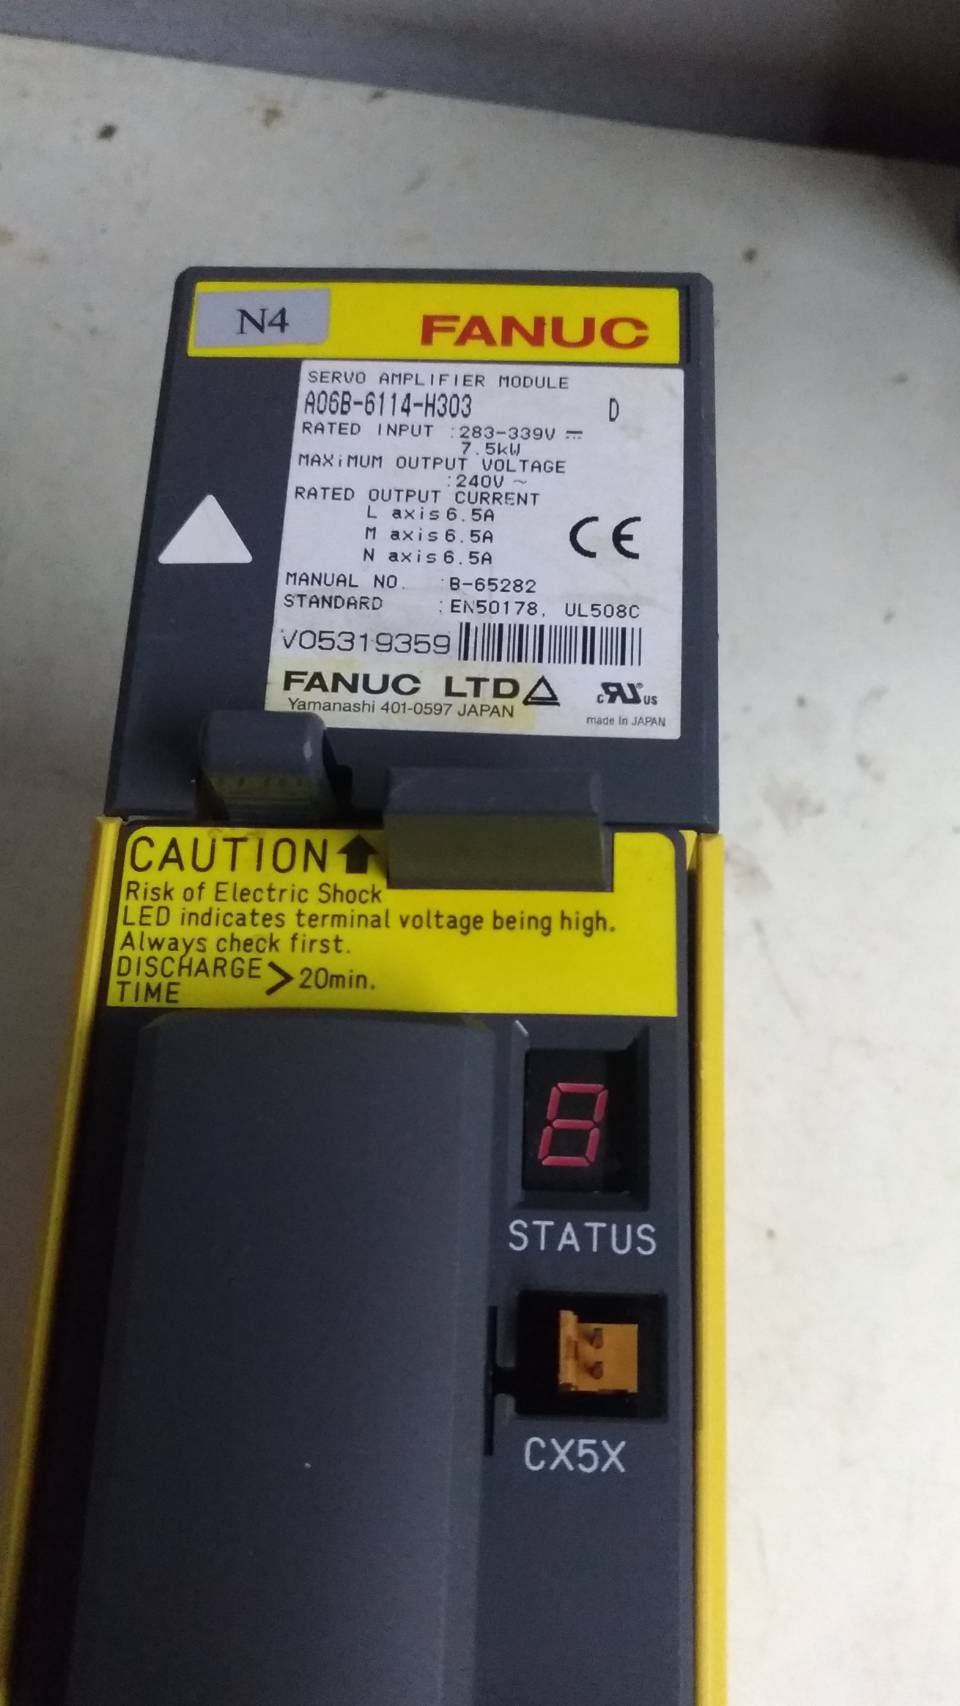 N4
FANUC
SERVO AMPLIFIER MODULE
A06B-6114-H303 D
RATED INPUT :283-339V ⎓
7.5kW
MAXiMUM OUTPUT VOLTAGE
:240V ~
RATED OUTPUT CURRENT
L axis 6.5A
M axis 6.5A
N axis 6.5A
CE
MANUAL NO. :B-65282
STANDARD :EN50178, UL508C
V05319359
FANUC LTD
Yamanashi 401-0597 JAPAN
c RU US
made in JAPAN
CAUTION
Risk of Electric Shock
LED indicates terminal voltage being high.
Always check first.
DISCHARGE TIME > 20min.
8
STATUS
CX5X